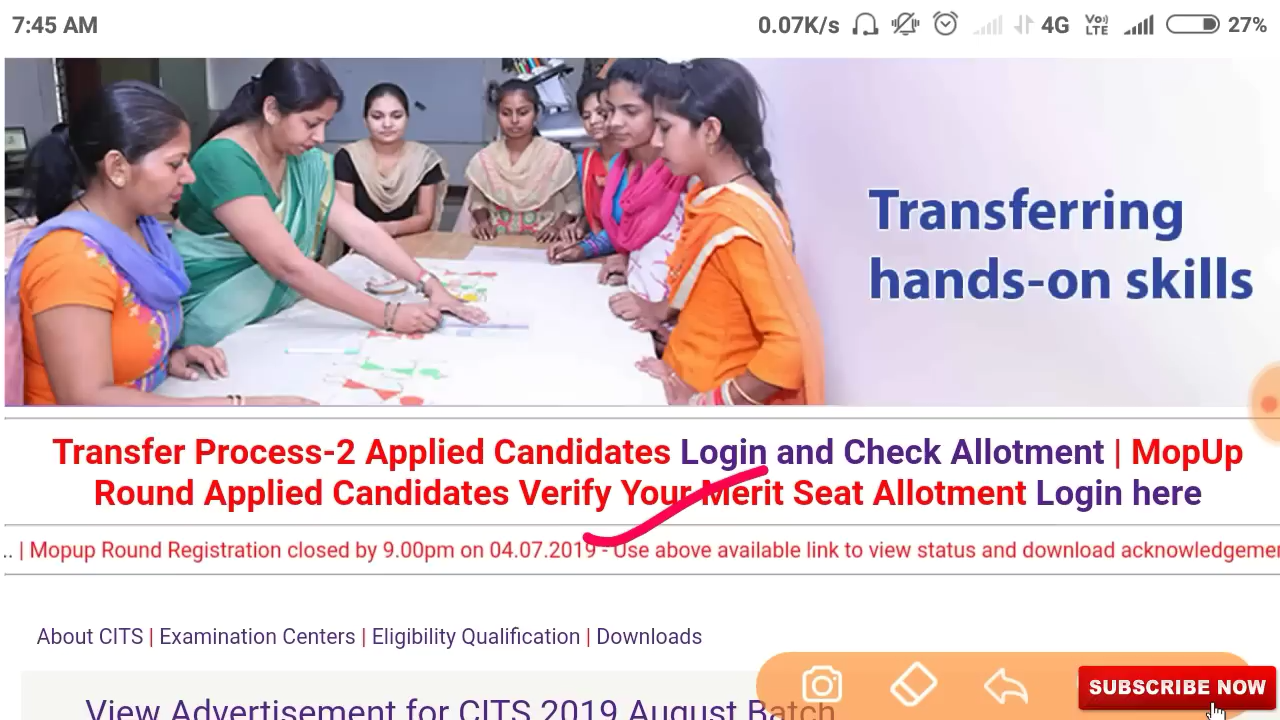 7:45 AM 0.07K/s 4G Vo) LTE 27%
Transferring
hands-on skills
Transfer Process-2 Applied Candidates Login and Check Allotment | MopUp
Round Applied Candidates Verify Your Merit Seat Allotment Login here
.. | Mopup Round Registration closed by 9.00pm on 04.07.2019 - Use above available link to view status and download acknowledgemen
About CITS | Examination Centers | Eligibility Qualification | Downloads
View Advertisement for CITS 2019 August Batch
SUBSCRIBE NOW